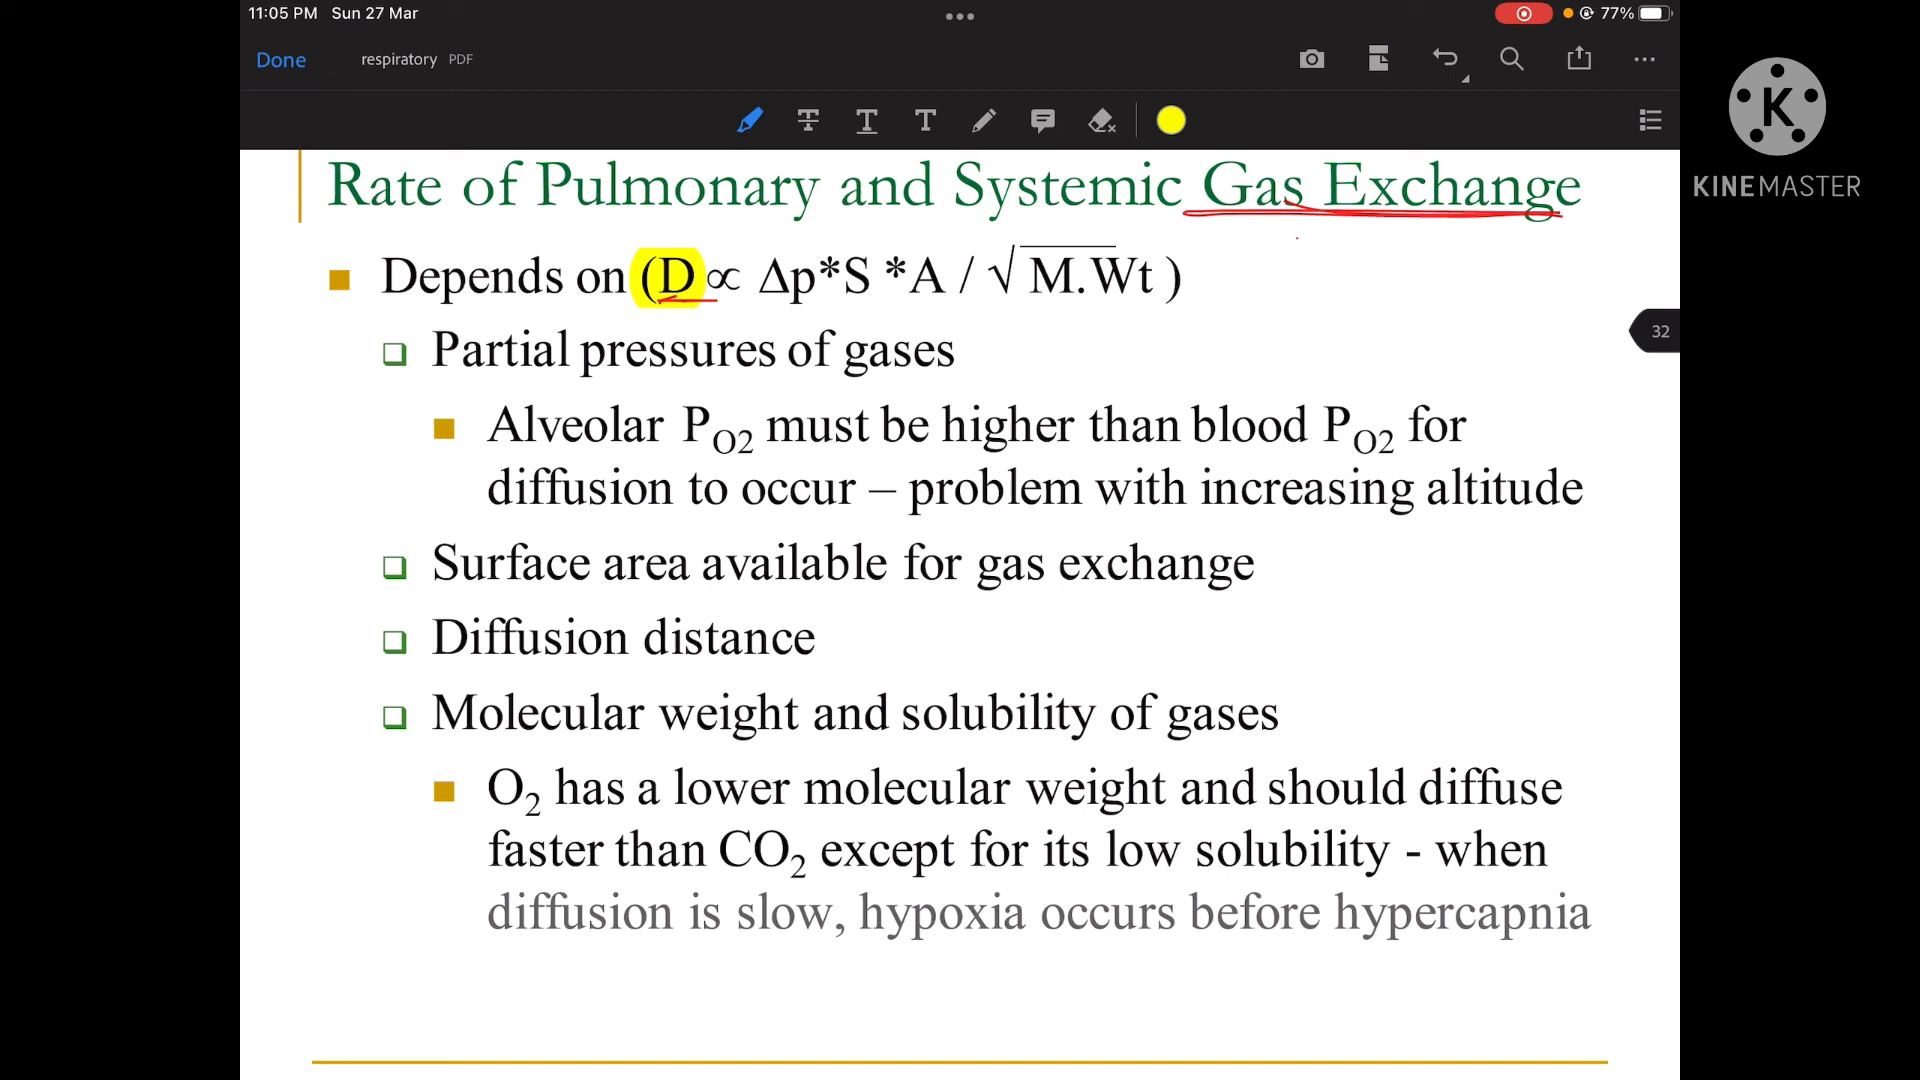 11:05 PM Sun 27 Mar
77%
Done respiratory PDF
K
KINEMASTER
Rate of Pulmonary and Systemic Gas Exchange
Depends on (D ∝ Δp*S *A / √ M.Wt )
32
Partial pressures of gases
Alveolar PO2 must be higher than blood PO2 for
diffusion to occur – problem with increasing altitude
Surface area available for gas exchange
Diffusion distance
Molecular weight and solubility of gases
O2 has a lower molecular weight and should diffuse
faster than CO2 except for its low solubility - when
diffusion is slow, hypoxia occurs before hypercapnia